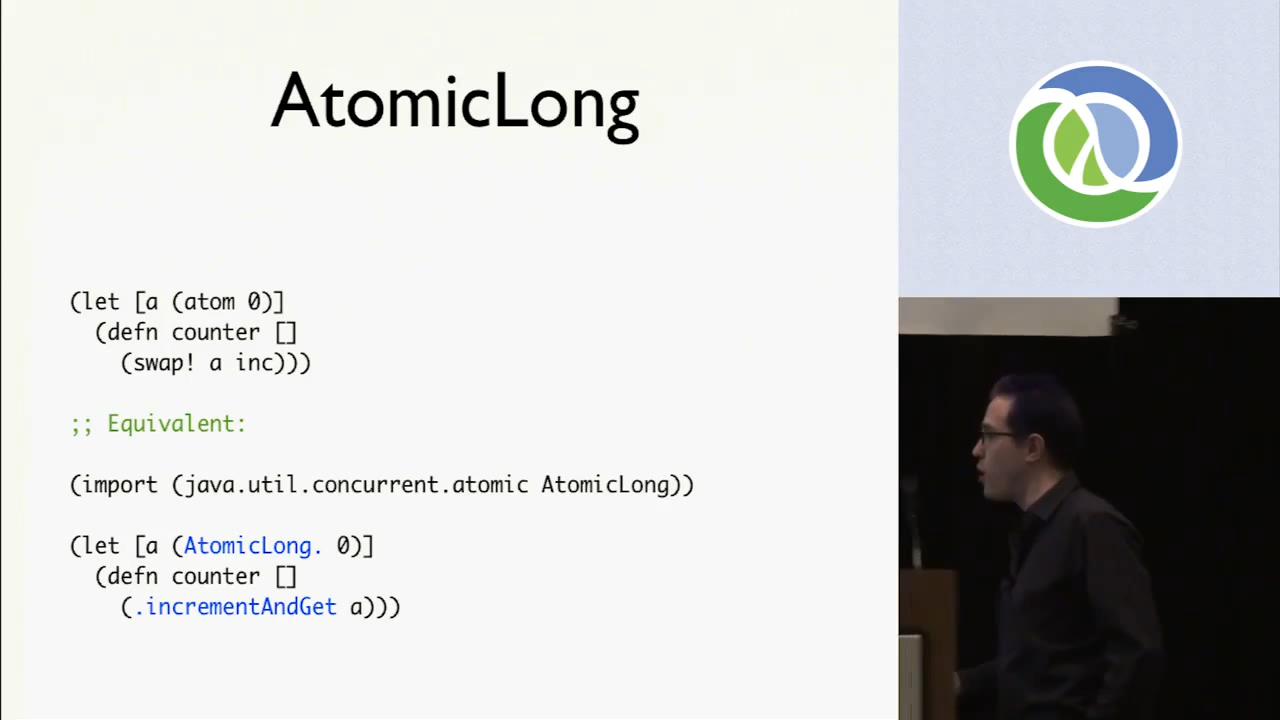 AtomicLong
(let [a (atom 0)]
  (defn counter []
    (swap! a inc)))
;; Equivalent:
(import (java.util.concurrent.atomic AtomicLong))
(let [a (AtomicLong. 0)]
  (defn counter []
    (.incrementAndGet a)))